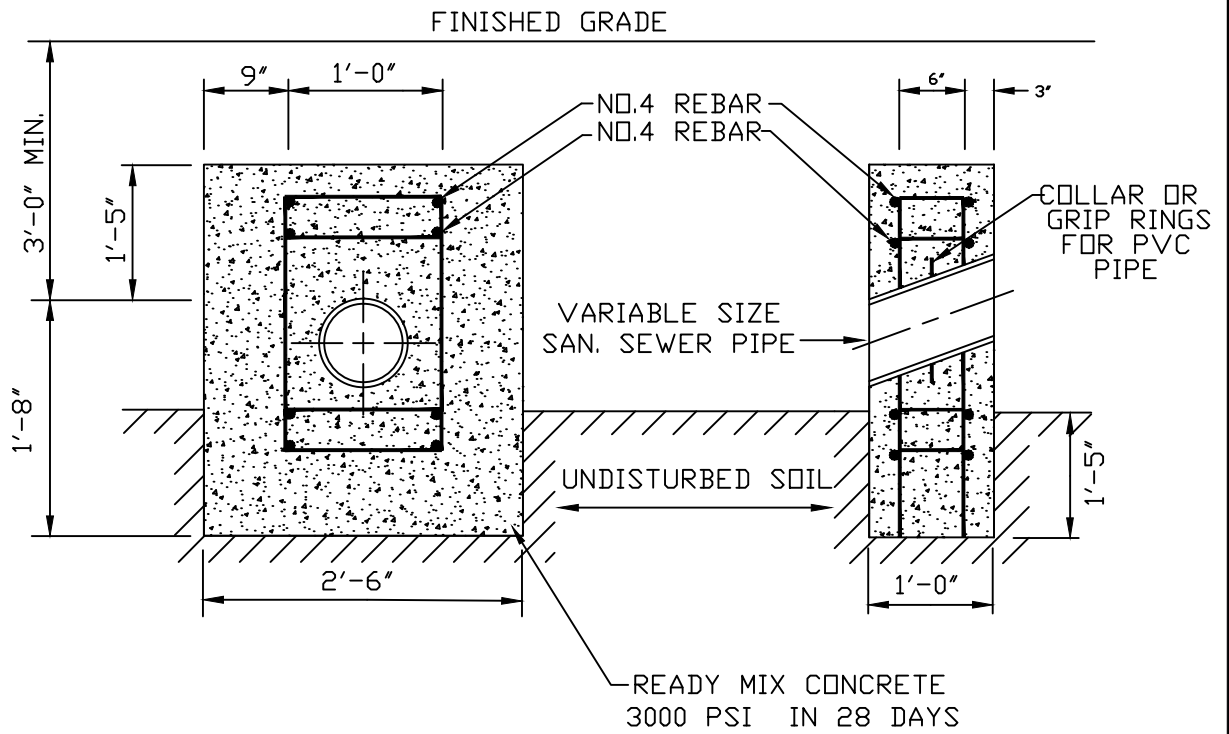 FINISHED GRADE
9" 1'-0" 6" 3"
NO.4 REBAR
NO.4 REBAR
3'-0" MIN.
1'-5"
COLLAR OR
GRIP RINGS
FOR PVC
PIPE
VARIABLE SIZE
SAN. SEWER PIPE
1'-8"
UNDISTURBED SOIL
1'-5"
2'-6"
1'-0"
READY MIX CONCRETE
3000 PSI IN 28 DAYS